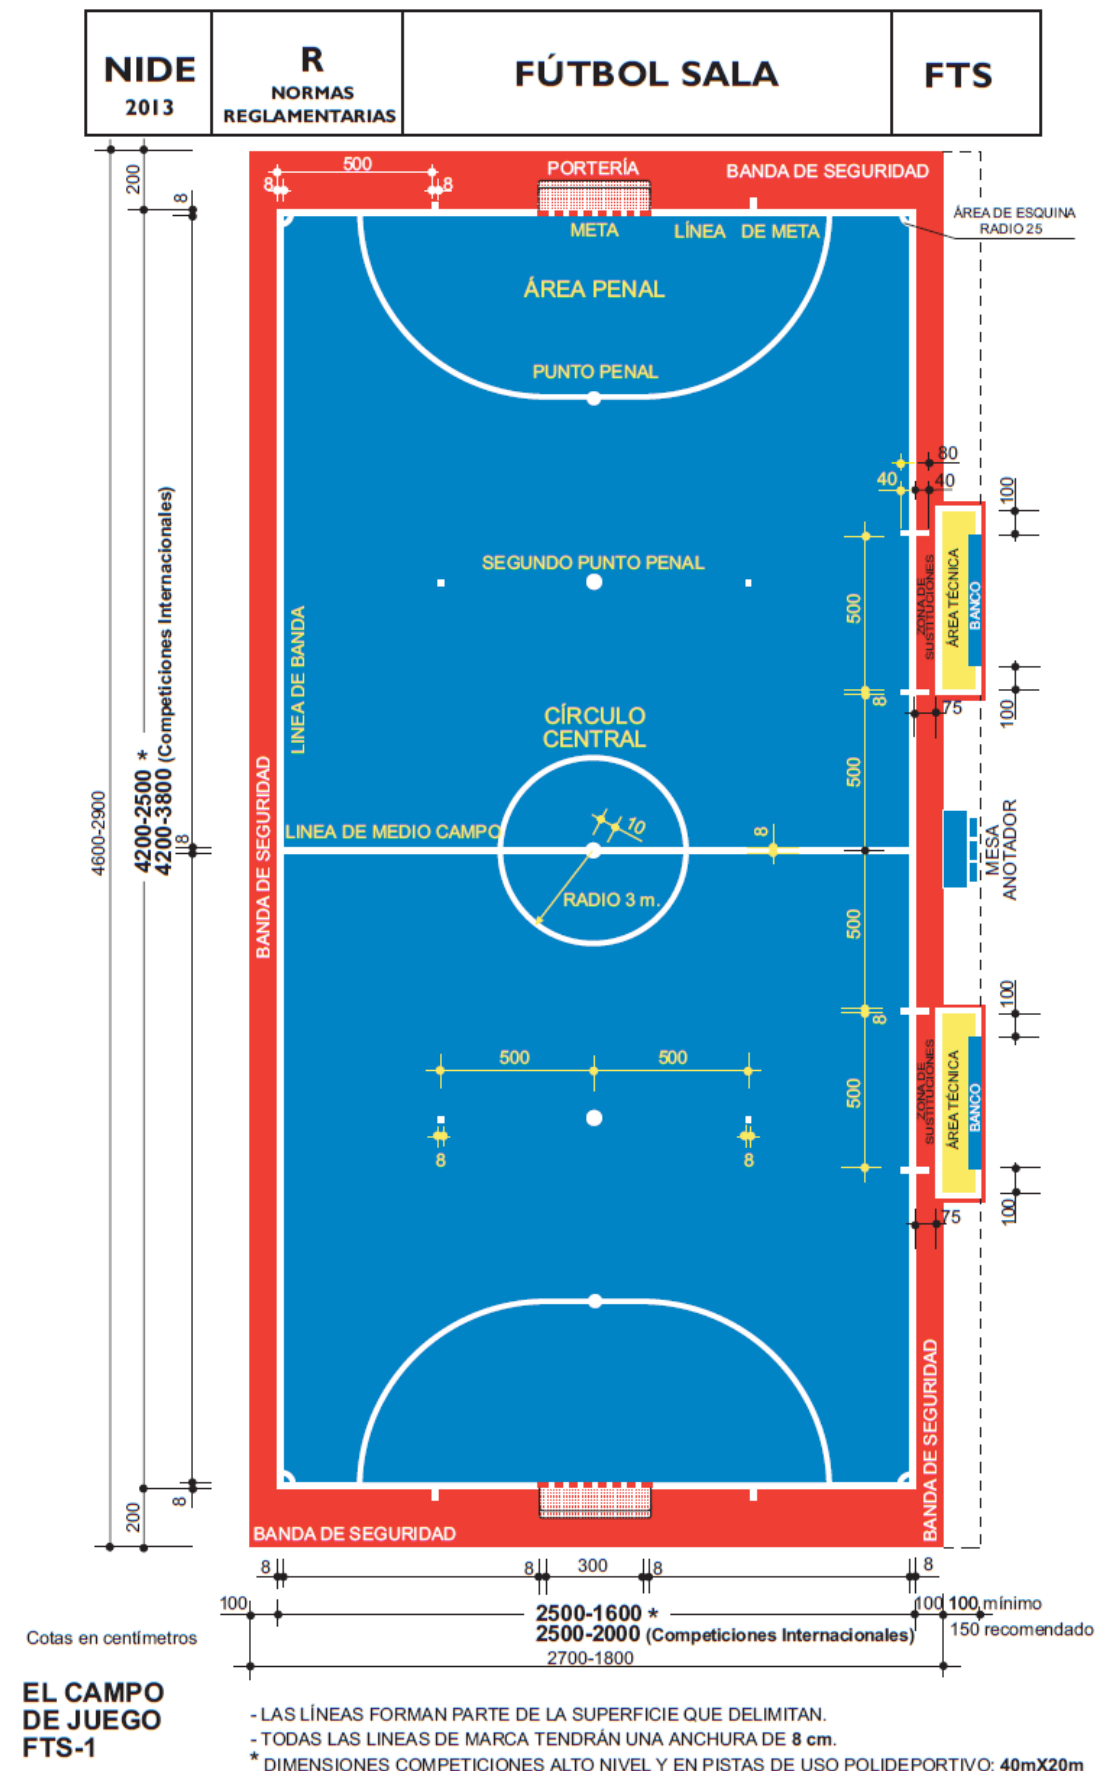 NIDE
2013
R
NORMAS
REGLAMENTARIAS
FÚTBOL SALA
FTS
200
8
500
8
8
PORTERÍA
BANDA DE SEGURIDAD
META
LÍNEA DE META
ÁREA DE ESQUINA
RADIO 25
ÁREA PENAL
PUNTO PENAL
80
40
40
100
SEGUNDO PUNTO PENAL
500
ZONA DE
SUSTITUCIONES
ÁREA TÉCNICA
BANCO
LINEA DE BANDA
8
75
100
CÍRCULO
CENTRAL
500
BANDA DE SEGURIDAD
4600-2900
4200-2500 *
4200-3800 (Competiciones Internacionales)
8
LINEA DE MEDIO CAMPO
10
8
MESA
ANOTADOR
RADIO 3 m.
500
100
8
500
500
500
ZONA DE
SUSTITUCIONES
ÁREA TÉCNICA
BANCO
8
8
100
75
BANDA DE SEGURIDAD
200
8
BANDA DE SEGURIDAD
8
8
300
8
8
100
2500-1600 *
100
100 mínimo
2500-2000 (Competiciones Internacionales)
150 recomendado
Cotas en centímetros
2700-1800
EL CAMPO
DE JUEGO
FTS-1
- LAS LÍNEAS FORMAN PARTE DE LA SUPERFICIE QUE DELIMITAN.
- TODAS LAS LINEAS DE MARCA TENDRÁN UNA ANCHURA DE 8 cm.
* DIMENSIONES COMPETICIONES ALTO NIVEL Y EN PISTAS DE USO POLIDEPORTIVO: 40mX20m